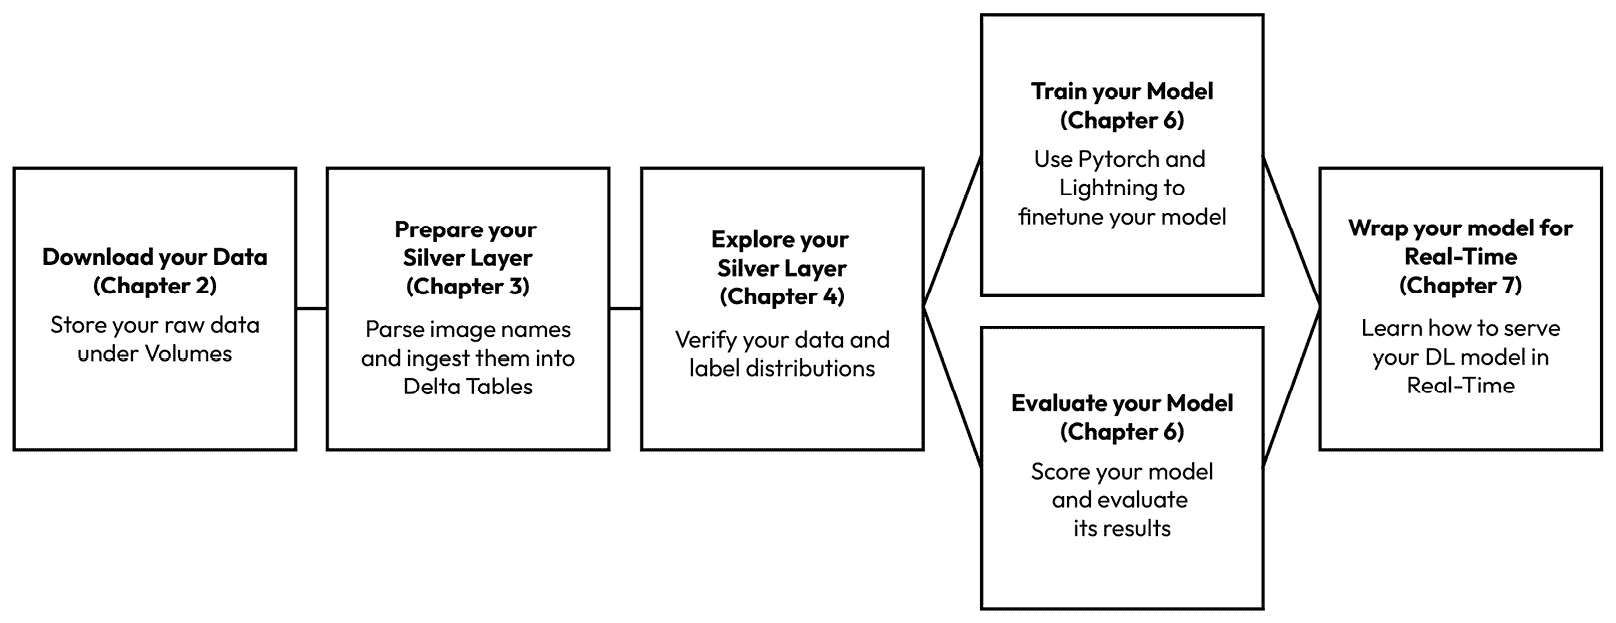 Download your Data
(Chapter 2)
Store your raw data
under Volumes
Prepare your
Silver Layer
(Chapter 3)
Parse image names
and ingest them into
Delta Tables
Explore your
Silver Layer
(Chapter 4)
Verify your data and
label distributions
Train your Model
(Chapter 6)
Use Pytorch and
Lightning to
finetune your model
Evaluate your Model
(Chapter 6)
Score your model
and evaluate
its results
Wrap your model for
Real-Time
(Chapter 7)
Learn how to serve
your DL model in
Real-Time